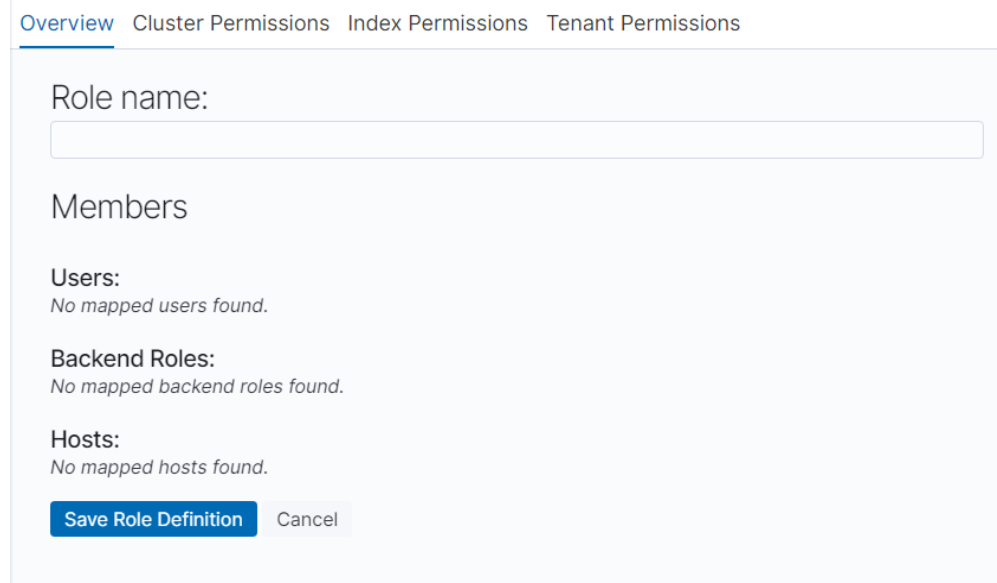 Overview Cluster Permissions Index Permissions Tenant Permissions
Role name:
Members
Users:
No mapped users found.
Backend Roles:
No mapped backend roles found.
Hosts:
No mapped hosts found.
Save Role Definition Cancel